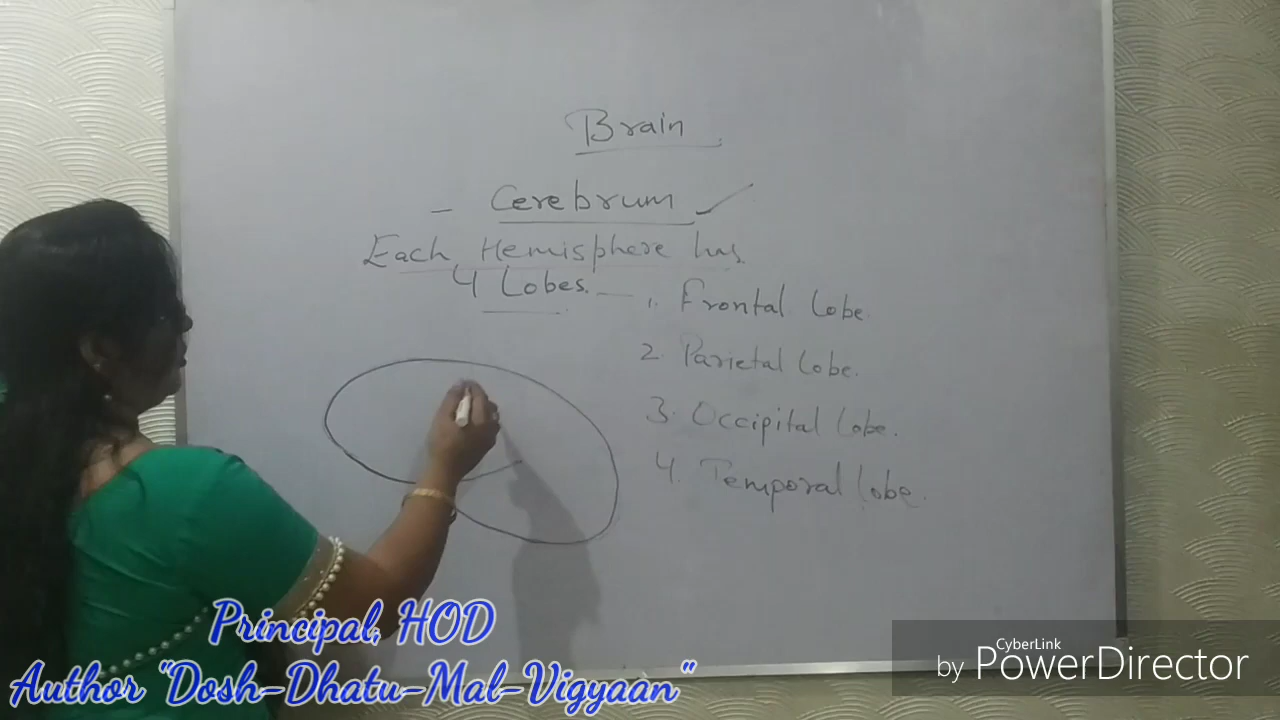 Brain
- Cerebrum ✓
Each Hemisphere has
4 Lobes. — 1. Frontal lobe.
2. Parietal lobe.
3. Occipital lobe.
4. Temporal lobe.
Principal, HOD
Author "Dosh-Dhatu-Mal-Vigyaan"
CyberLink
by PowerDirector